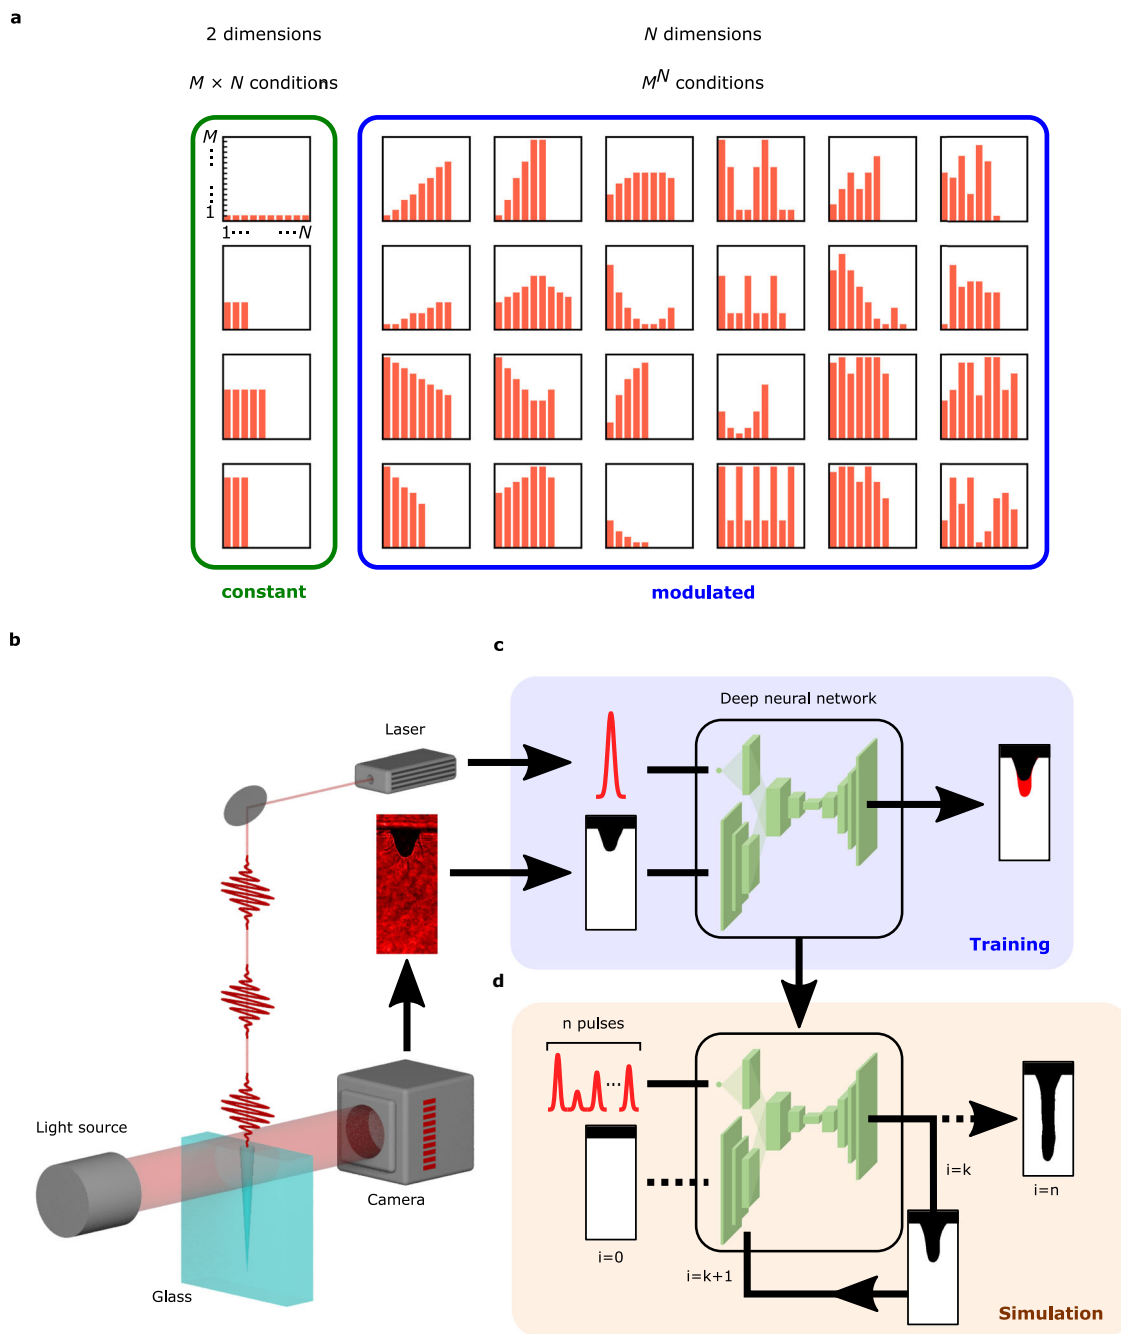 a
2 dimensions
N dimensions
M × N conditions
M^N conditions
M
1
1
N
constant
modulated
b
c
Laser
Deep neural network
Training
d
n pulses
...
Light source
Camera
Glass
i=0
i=k
i=k+1
i=n
Simulation